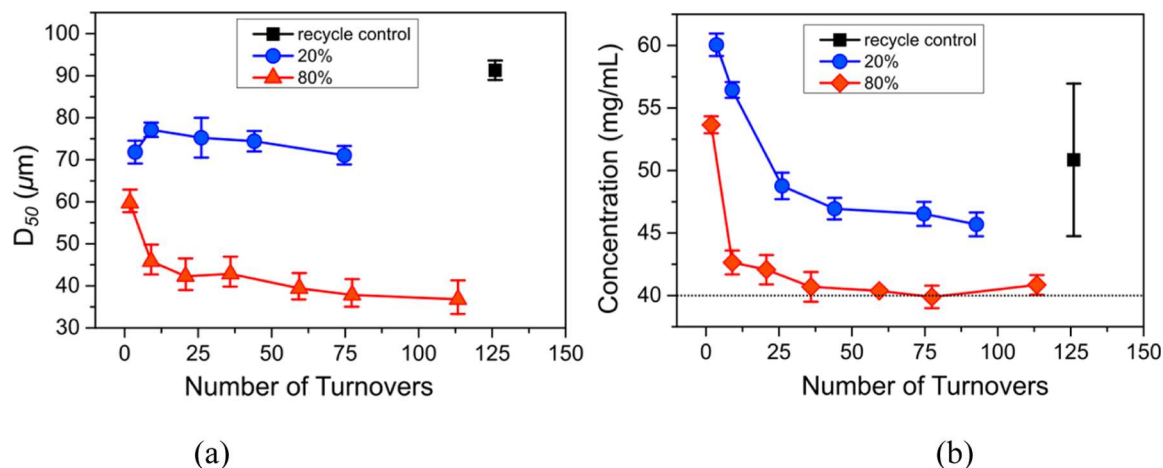 100
90
80
70
60
50
40
30
D50 (µm)
recycle control
20%
80%
0 25 50 75 100 125 150
Number of Turnovers
(a)
60
55
50
45
40
Concentration (mg/mL)
recycle control
20%
80%
0 25 50 75 100 125 150
Number of Turnovers
(b)